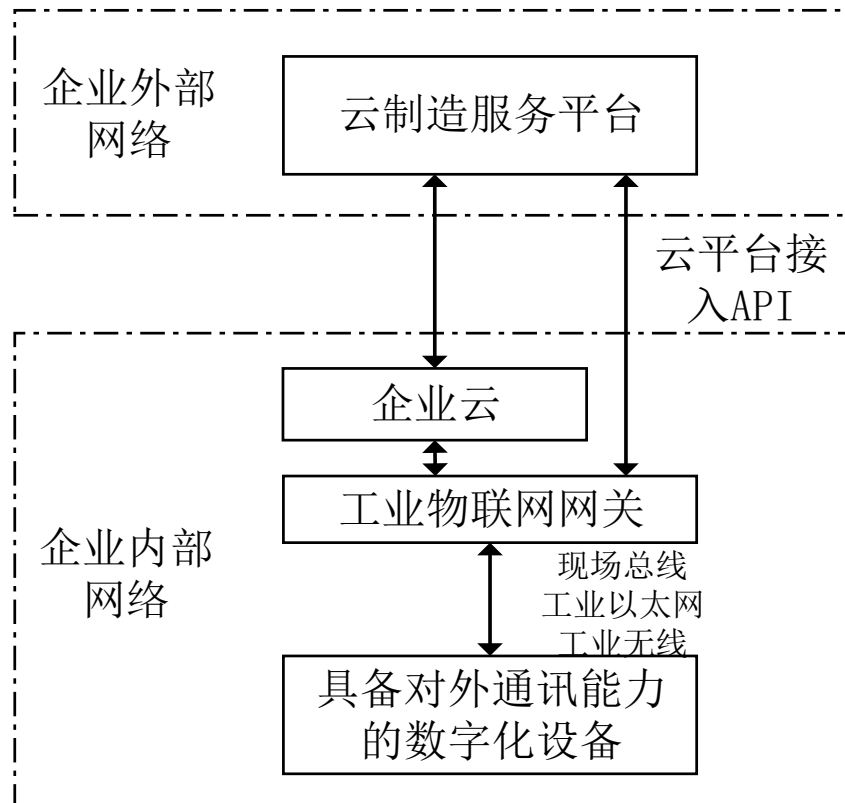 企业外部
网络
云制造服务平台
云平台接
入API
企业云
工业物联网网关
企业内部
网络
现场总线
工业以太网
工业无线
具备对外通讯能力
的数字化设备